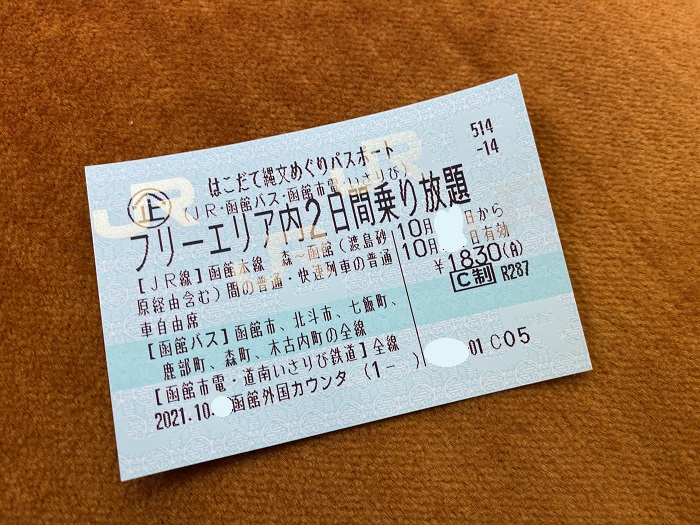 514
-14
はこだて縄文めぐりパスポート
㊣
(JR・函館バス・函館市電・いさりび)
フリーエリア内2日間乗り放題
10月 日から
10月 日有効
¥1830(A)
C制 R287
[JR線]函館本線 森~函館(渡島砂
原経由含む)間の普通・快速列車の普通
車自由席
[函館バス]函館市、北斗市、七飯町、
鹿部町、森町、木古内町の全線
[函館市電・道南いさりび鉄道]全線
2021.10. 函館外国カウンタ (1- )
01 C05
JR